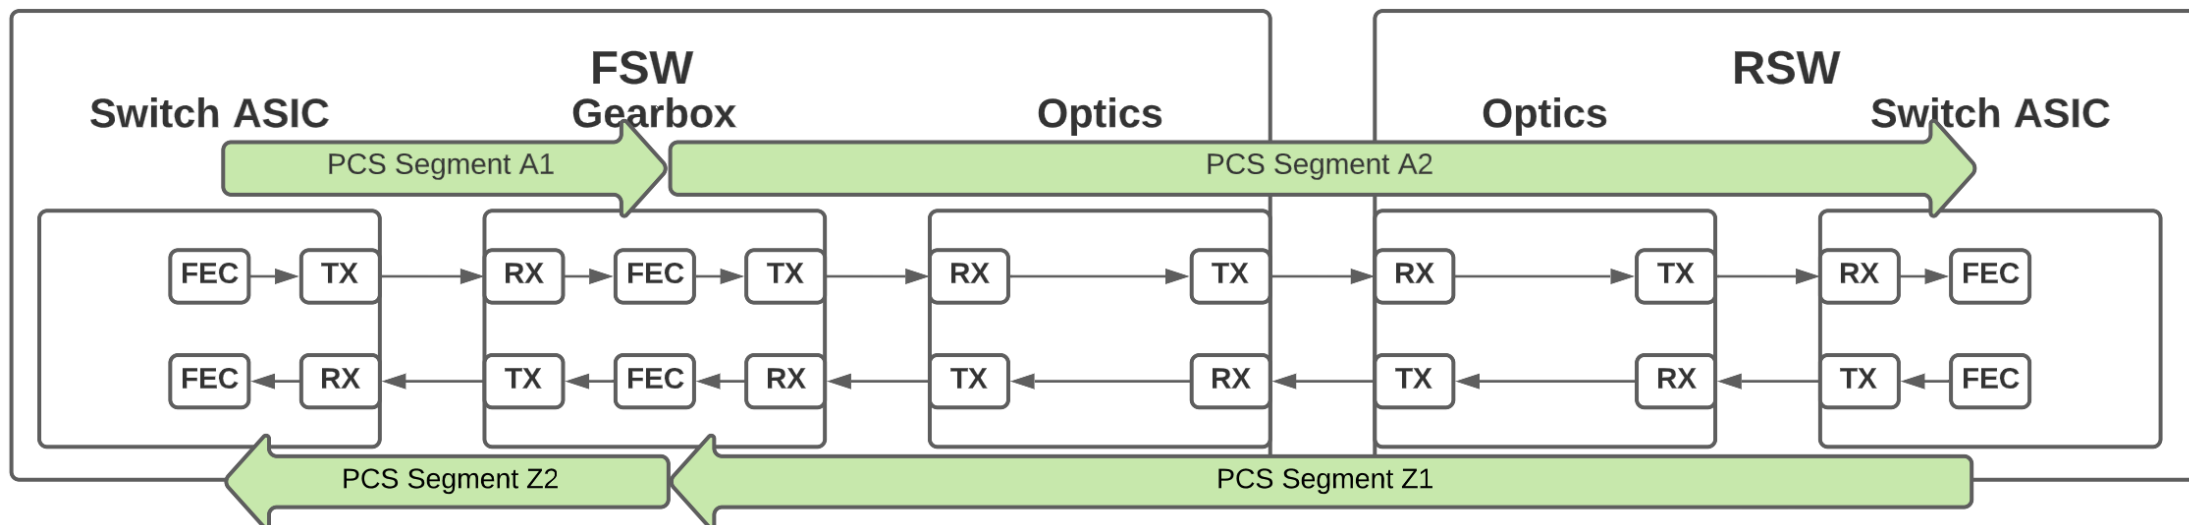 FSW
RSW
Switch ASIC
Gearbox
Optics
Optics
Switch ASIC
PCS Segment A1
PCS Segment A2
FEC TX RX FEC TX RX TX RX TX RX FEC
FEC RX TX FEC RX TX RX TX RX TX FEC
PCS Segment Z2
PCS Segment Z1